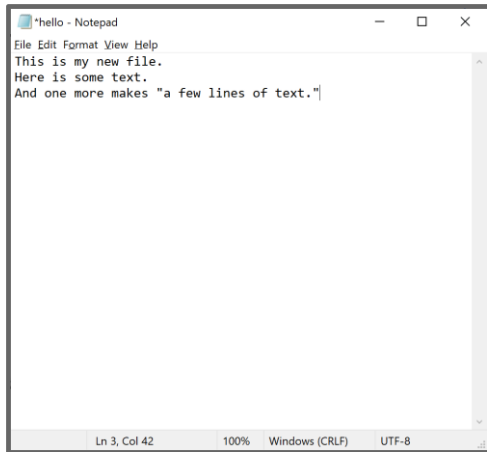 *hello - Notepad
File Edit Format View Help
This is my new file.
Here is some text.
And one more makes "a few lines of text."
Ln 3, Col 42 100% Windows (CRLF) UTF-8